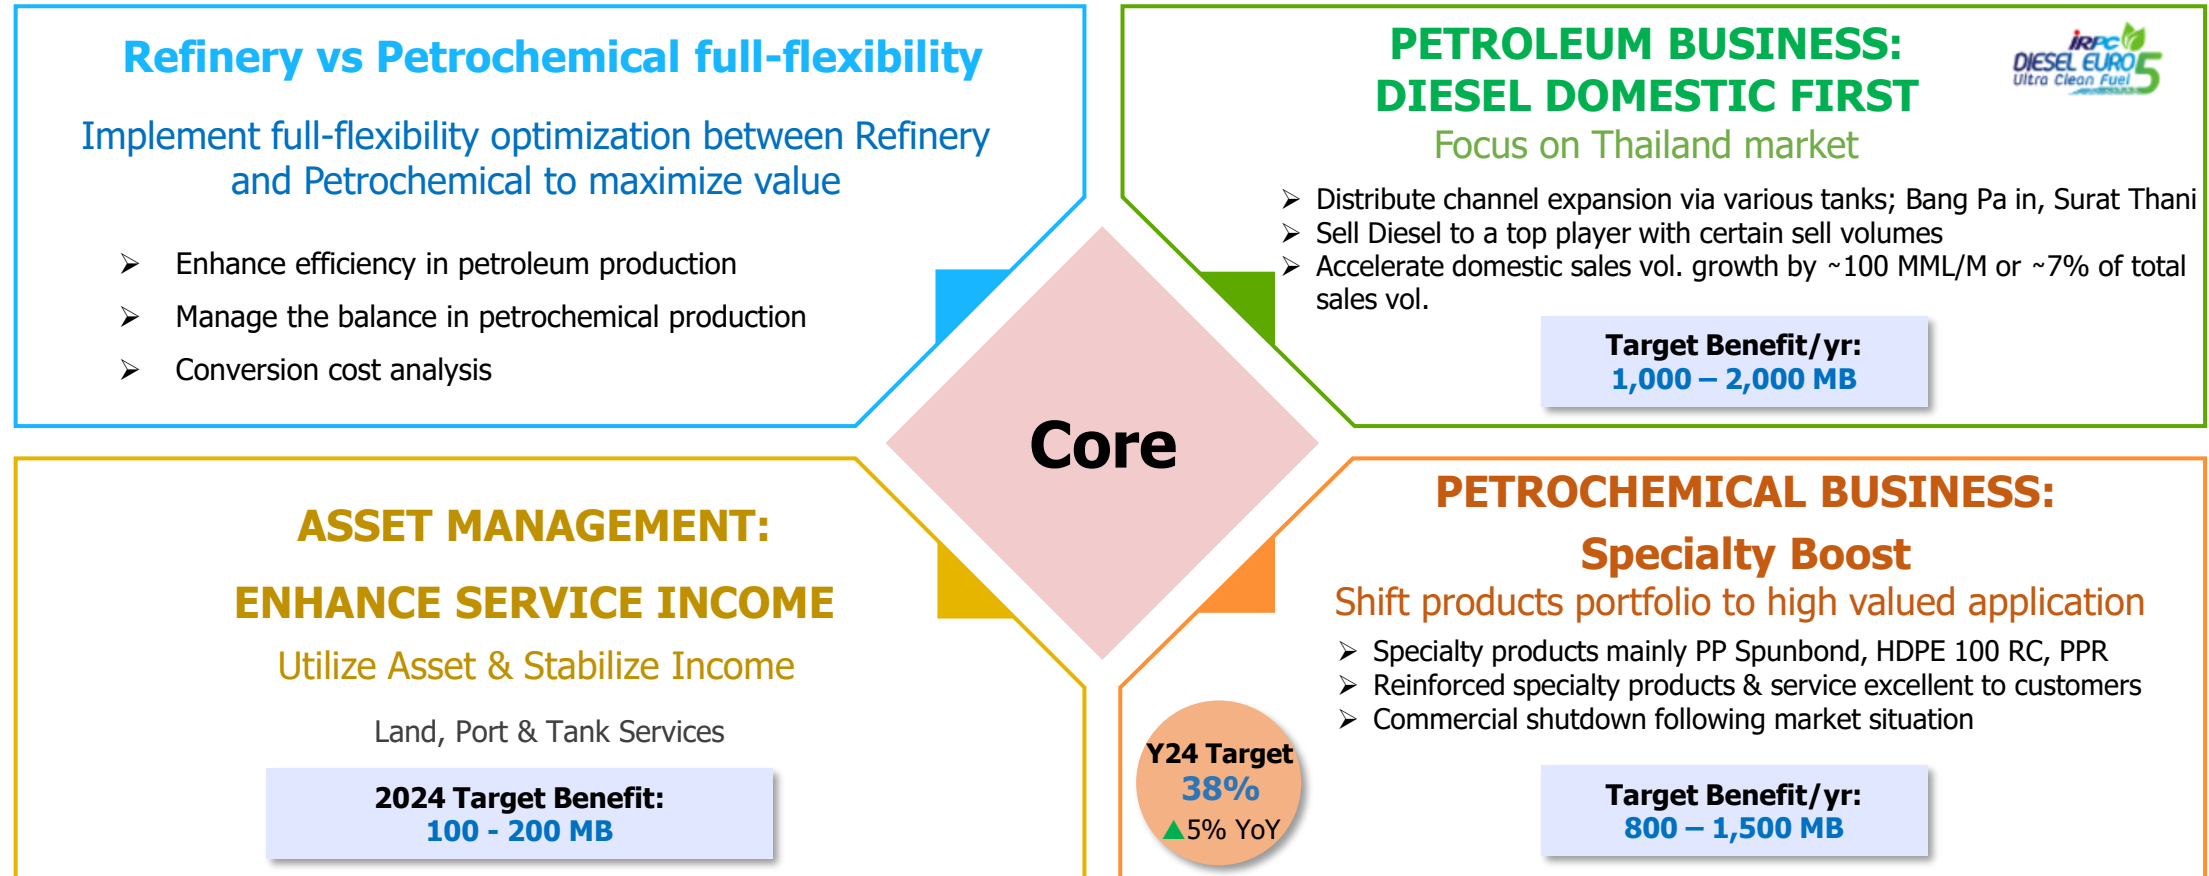 Refinery vs Petrochemical full-flexibility
Implement full-flexibility optimization between Refinery
and Petrochemical to maximize value
➢ Enhance efficiency in petroleum production
➢ Manage the balance in petrochemical production
➢ Conversion cost analysis
PETROLEUM BUSINESS:
DIESEL DOMESTIC FIRST
Focus on Thailand market
iRPC
DIESEL EURO 5
Ultra Clean Fuel
➢ Distribute channel expansion via various tanks; Bang Pa in, Surat Thani
➢ Sell Diesel to a top player with certain sell volumes
➢ Accelerate domestic sales vol. growth by ~100 MML/M or ~7% of total
sales vol.
Target Benefit/yr:
1,000 – 2,000 MB
Core
ASSET MANAGEMENT:
ENHANCE SERVICE INCOME
Utilize Asset & Stabilize Income
Land, Port & Tank Services
2024 Target Benefit:
100 - 200 MB
PETROCHEMICAL BUSINESS:
Specialty Boost
Shift products portfolio to high valued application
➢ Specialty products mainly PP Spunbond, HDPE 100 RC, PPR
➢ Reinforced specialty products & service excellent to customers
➢ Commercial shutdown following market situation
Y24 Target
38%
▲5% YoY
Target Benefit/yr:
800 – 1,500 MB